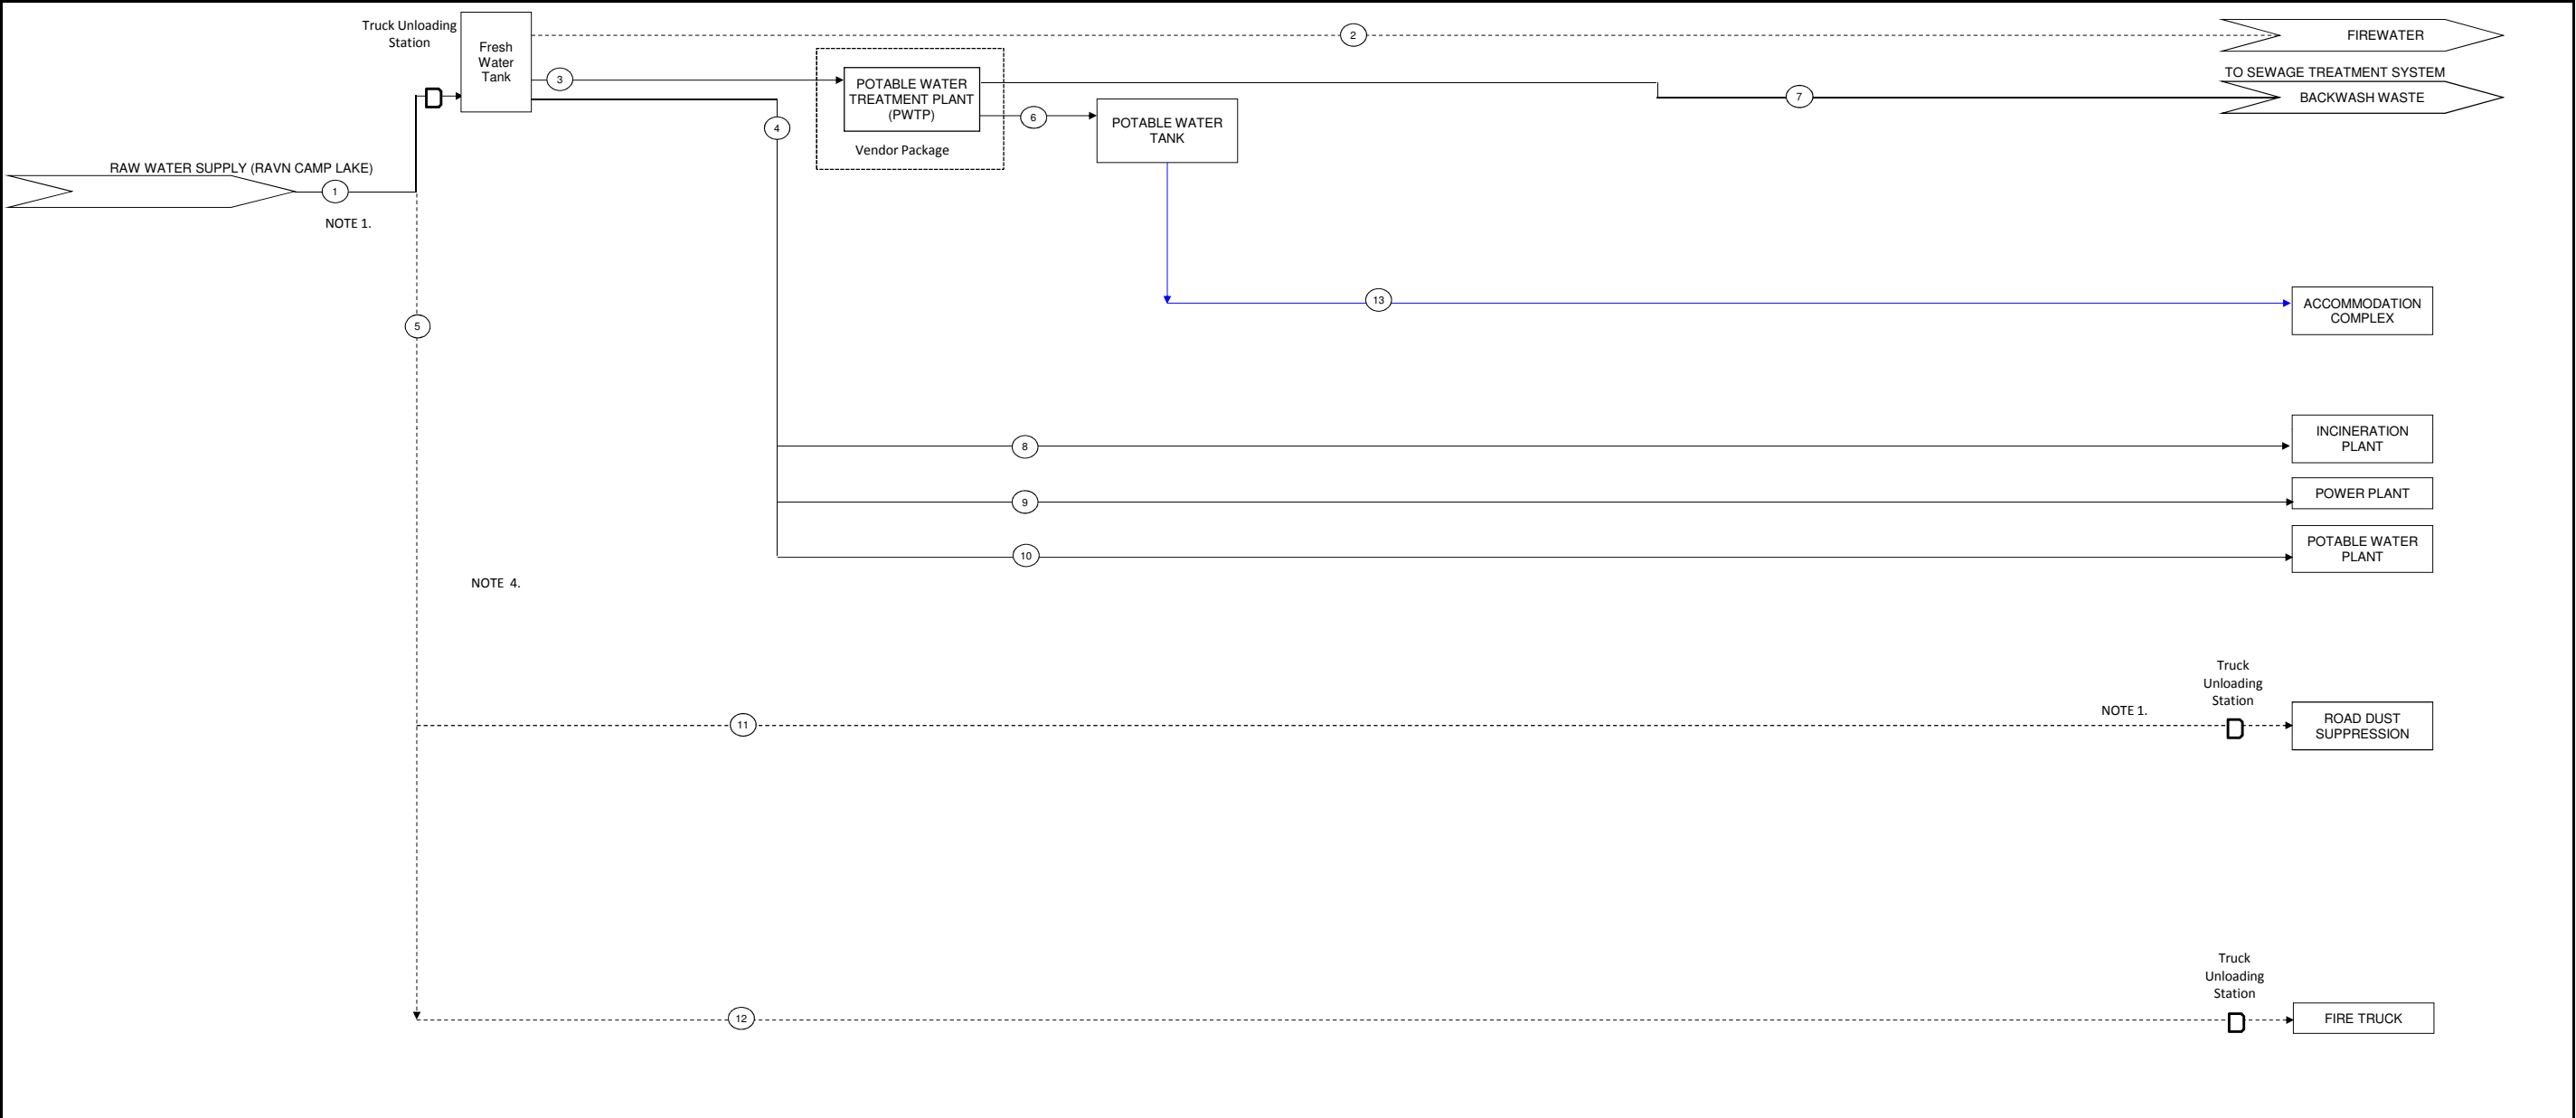 Truck Unloading
Station
Fresh
Water
Tank
2
FIREWATER
3
POTABLE WATER
TREATMENT PLANT
(PWTP)
Vendor Package
TO SEWAGE TREATMENT SYSTEM
7
BACKWASH WASTE
4
6
POTABLE WATER
TANK
RAW WATER SUPPLY (RAVN CAMP LAKE)
1
NOTE 1.
5
13
ACCOMMODATION
COMPLEX
8
INCINERATION
PLANT
9
POWER PLANT
10
POTABLE WATER
PLANT
NOTE  4.
Truck
Unloading
Station
11
NOTE 1.
ROAD DUST
SUPPRESSION
Truck
Unloading
Station
12
FIRE TRUCK